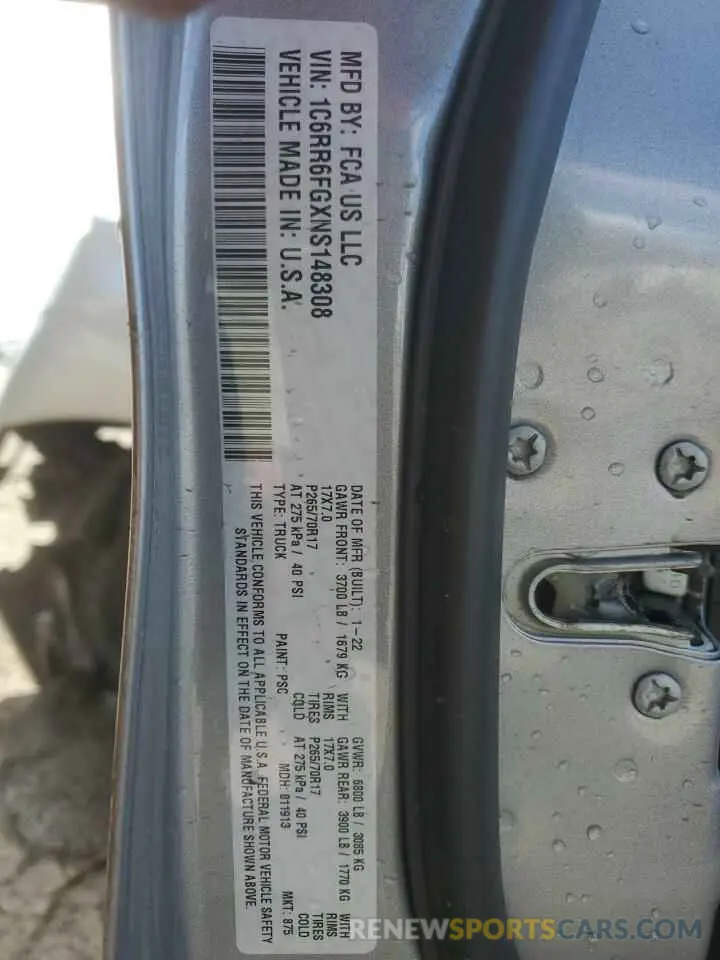 MFD BY: FCA US LLC
VIN: 1C6RR6FGXNS148308
VEHICLE MADE IN: U.S.A.
DATE OF MFR (BUILT): 1-22 GVWR: 6800 LB / 3085 KG
GAWR FRONT: 3700 LB / 1679 KG WITH GAWR REAR: 3900 LB / 1770 KG WITH
17X7.0 RIMS 17X7.0 RIMS
P265/70R17 TIRES P265/70R17 TIRES
AT 275 kPa / 40 PSI COLD AT 275 kPa / 40 PSI COLD
TYPE: TRUCK PAINT: PSC MDH: 011913 MKT: 875
THIS VEHICLE CONFORMS TO ALL APPLICABLE U.S.A. FEDERAL MOTOR VEHICLE SAFETY
STANDARDS IN EFFECT ON THE DATE OF MANUFACTURE SHOWN ABOVE.
RENEWSPORTSCARS.COM